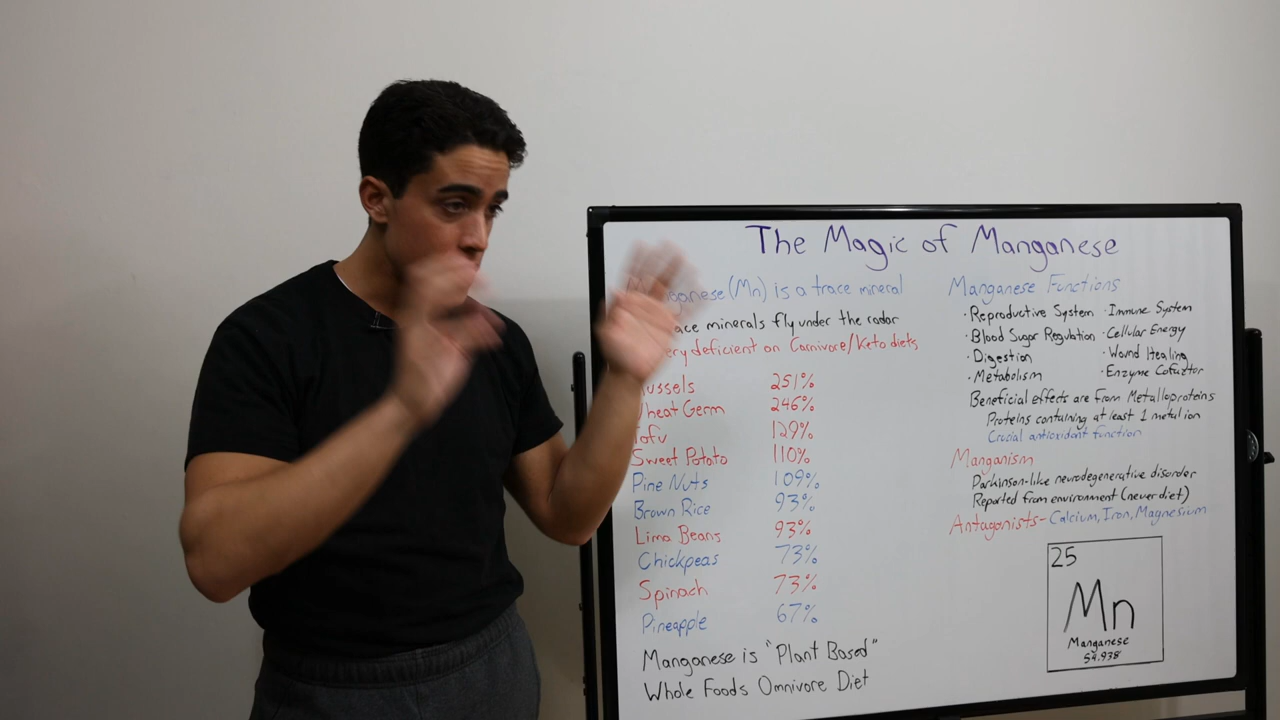 The Magic of Manganese
anganese (Mn) is a trace mineral
ace minerals fly under the radar
ery deficient on Carnivore/Keto diets
ussels 251%
heat Germ 246%
Tofu 129%
Sweet Potato 110%
Pine Nuts 109%
Brown Rice 93%
Lima Beans 93%
Chickpeas 73%
Spinach 73%
Pineapple 67%
Manganese is "Plant Based"
Whole Foods Omnivore Diet
Manganese Functions
· Reproductive System · Immune System
· Blood Sugar Regulation · Cellular Energy
· Digestion · Wound Healing
· Metabolism · Enzyme Cofactor
Beneficial effects are from Metalloproteins
Proteins containing at least 1 metal ion
Crucial antioxidant function
Manganism
Parkinson-like neurodegenerative disorder
Reported from environment (never diet)
Antagonists - Calcium, Iron, Magnesium
25
Mn
Manganese
54.938